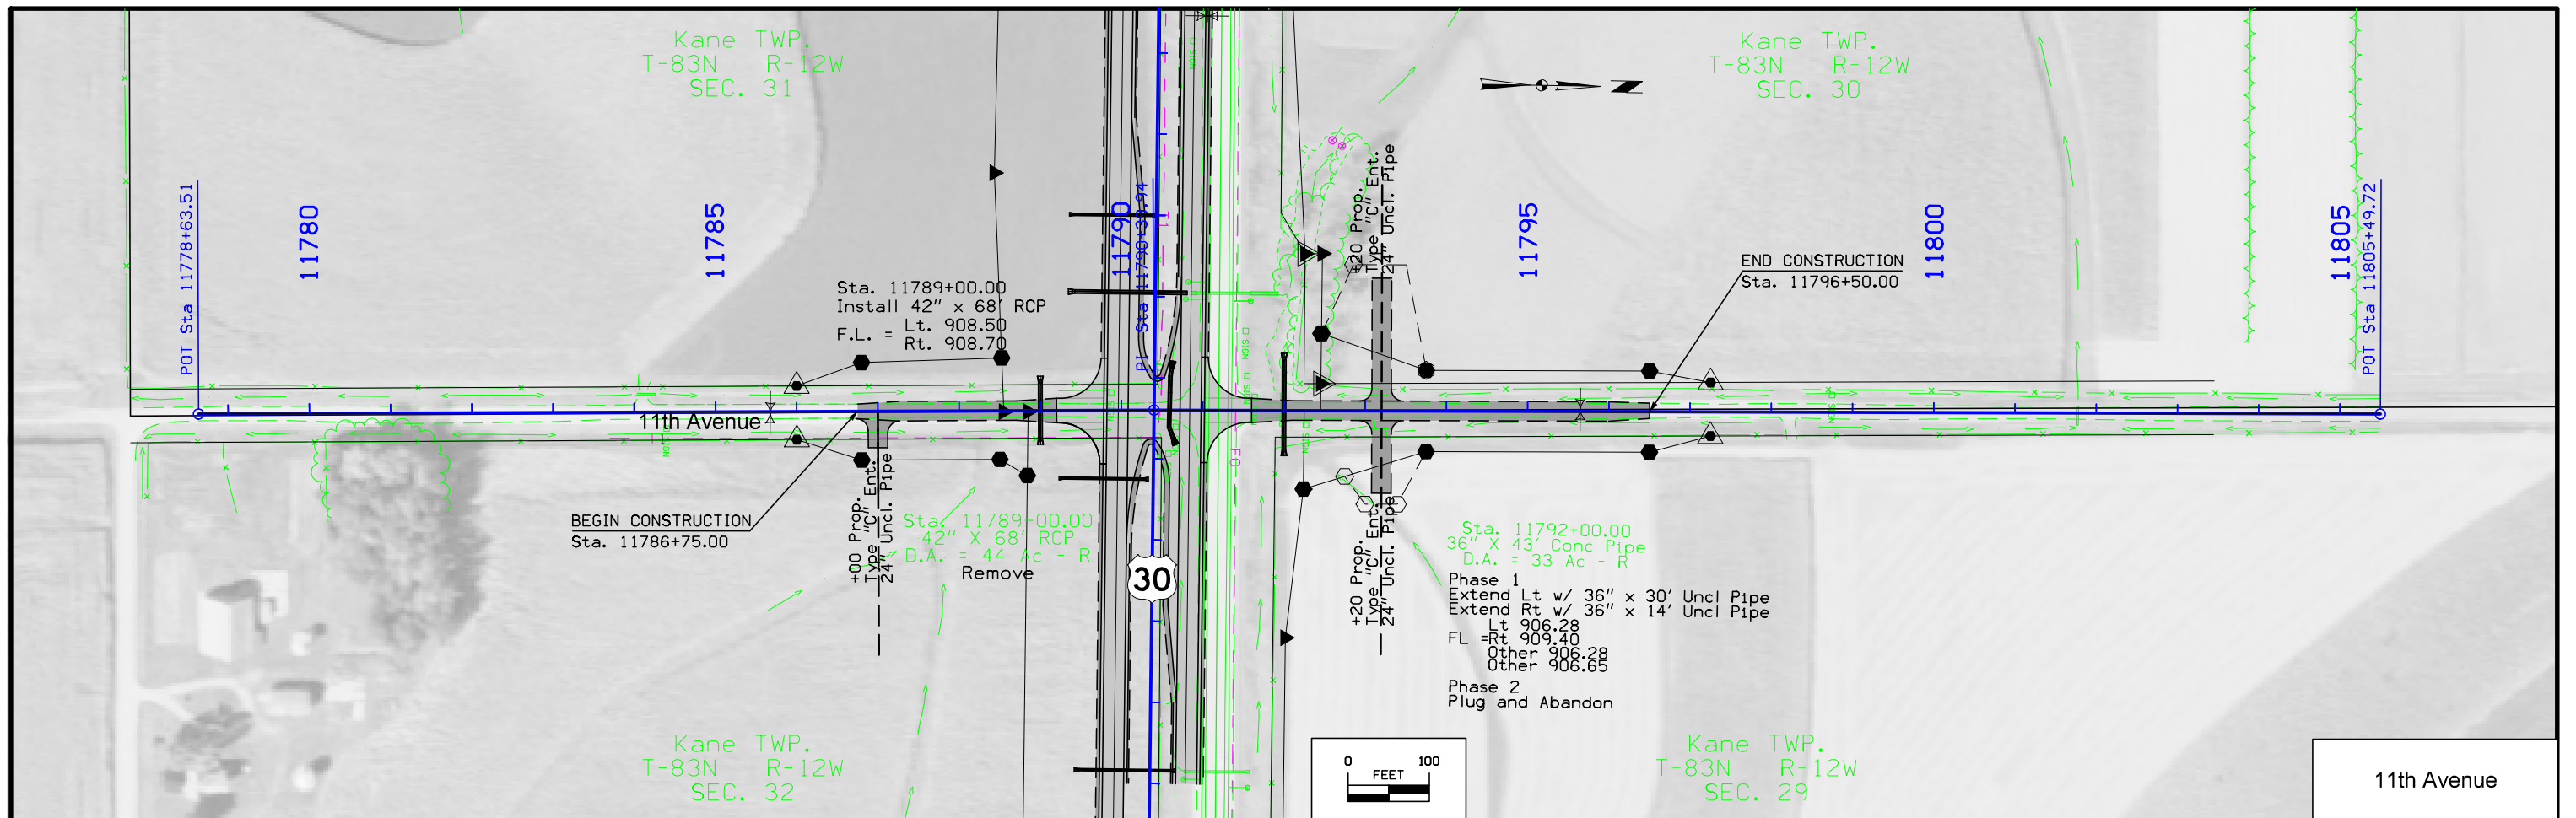 Kane TWP.
T-83N R-12W
SEC. 31
Kane TWP.
T-83N R-12W
SEC. 30
POT Sta 11778+63.51
11780
11785
11790
PI Sta 11790+39.94
11795
11800
11805
POT Sta 11805+49.72
SIGN
SIGN
SIGN
N
+20 Prop.
Type "C" Ent.
24" Uncl. Pipe
END CONSTRUCTION
Sta. 11796+50.00
Sta. 11789+00.00
Install 42" x 68' RCP
F.L. = Lt. 908.50
Rt. 908.70
11th Avenue
SIGN
SIGN
FO
BEGIN CONSTRUCTION
Sta. 11786+75.00
+00 Prop.
Type "C" Ent.
24" Uncl. Pipe
Sta. 11789+00.00
42" X 68' RCP
D.A. = 44 Ac - R
Remove
30
+20 Prop.
Type "C" Ent.
24" Uncl. Pipe
Sta. 11792+00.00
36" X 43' Conc Pipe
D.A. = 33 Ac - R
Phase 1
Extend Lt w/ 36" x 30' Uncl Pipe
Extend Rt w/ 36" x 14' Uncl Pipe
Lt 906.28
FL =Rt 909.40
Other 906.28
Other 906.65
Phase 2
Plug and Abandon
Kane TWP.
T-83N R-12W
SEC. 32
0 100
FEET
Kane TWP.
T-83N R-12W
SEC. 29
11th Avenue